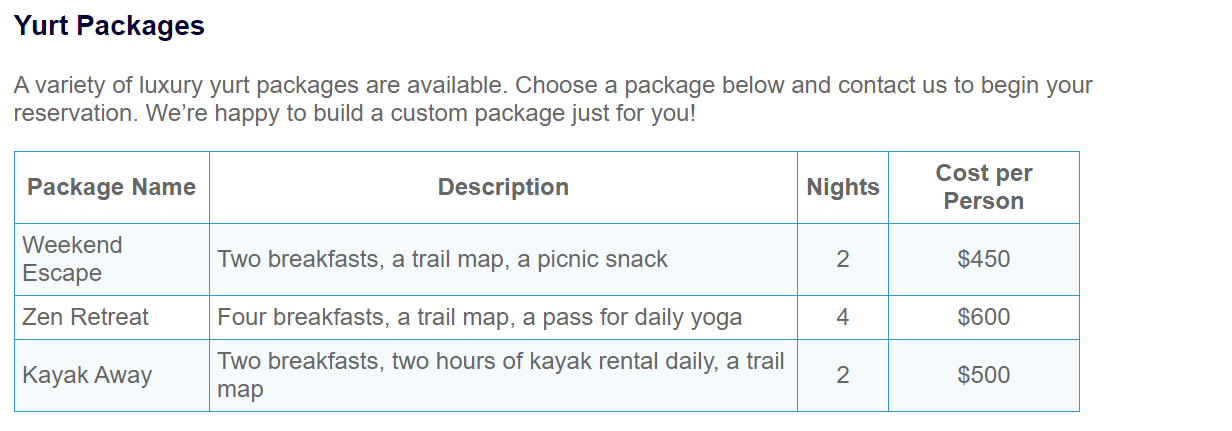 Yurt Packages
A variety of luxury yurt packages are available. Choose a package below and contact us to begin your
reservation. We’re happy to build a custom package just for you!
Package Name Description Nights Cost per
Person
Weekend
Escape
Two breakfasts, a trail map, a picnic snack 2 $450
Zen Retreat Four breakfasts, a trail map, a pass for daily yoga 4 $600
Kayak Away Two breakfasts, two hours of kayak rental daily, a trail
map
2 $500